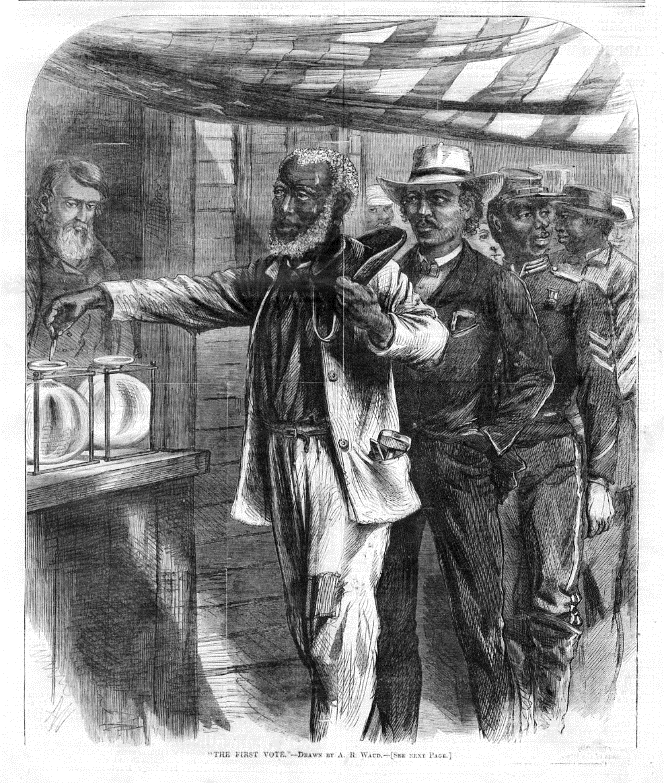 "THE FIRST VOTE."—DRAWN BY A. R. WAUD.—[SEE NEXT PAGE.]